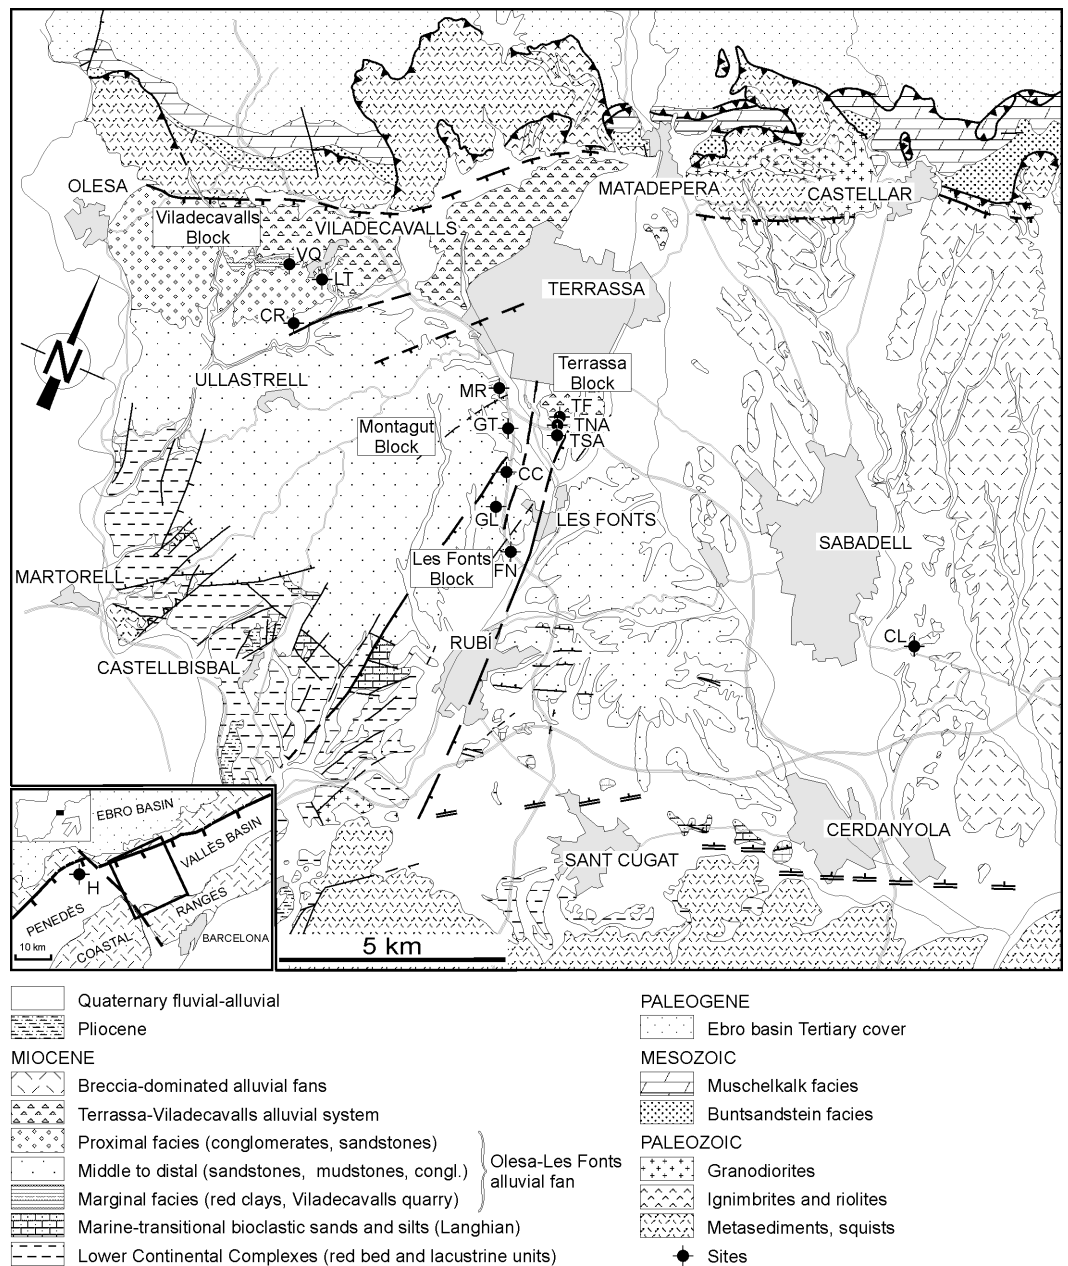 OLESA
Viladecavalls
Block
VILADECAVALLS
MATADEPERA
CASTELLAR
VQ
LT
CR
TERRASSA
N
ULLASTRELL
MR
GT
Terrassa
Block
TF
TNA
TSA
Montagut
Block
CC
GL
LES FONTS
Les Fonts
Block
FN
SABADELL
MARTORELL
CASTELLBISBAL
RUBÍ
CL
CERDANYOLA
SANT CUGAT
EBRO BASIN
VALLÈS BASIN
H
PENEDÈS
COASTAL
RANGES
BARCELONA
10 km
5 km
Quaternary fluvial-alluvial
Pliocene
MIOCENE
Breccia-dominated alluvial fans
Terrassa-Viladecavalls alluvial system
Proximal facies (conglomerates, sandstones)
Middle to distal (sandstones, mudstones, congl.)
Marginal facies (red clays, Viladecavalls quarry)
Olesa-Les Fonts
alluvial fan
Marine-transitional bioclastic sands and silts (Langhian)
Lower Continental Complexes (red bed and lacustrine units)
PALEOGENE
Ebro basin Tertiary cover
MESOZOIC
Muschelkalk facies
Buntsandstein facies
PALEOZOIC
Granodiorites
Ignimbrites and riolites
Metasediments, squists
Sites